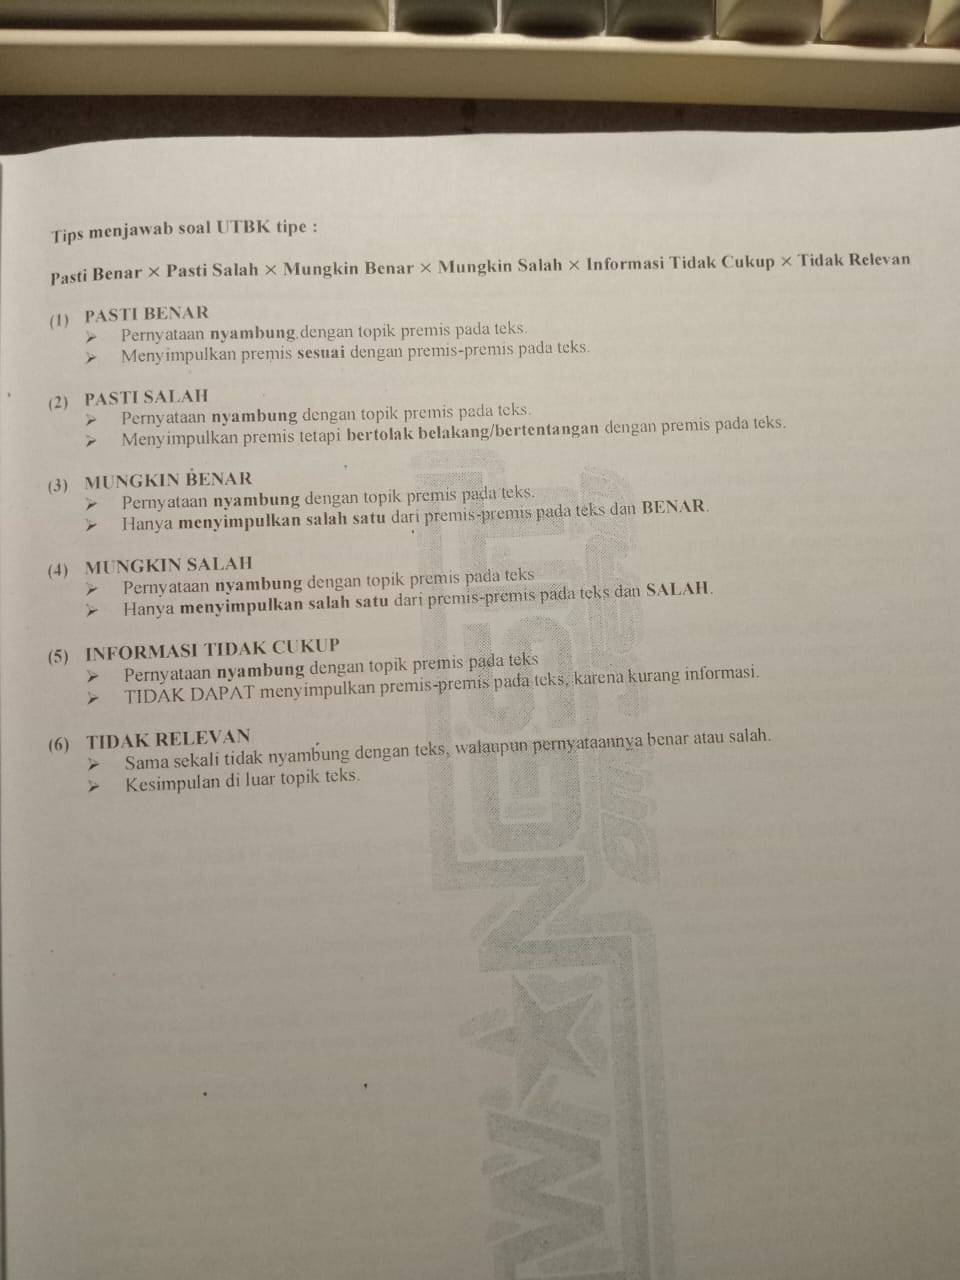 Tips menjawab soal UTBK tipe :
Pasti Benar × Pasti Salah × Mungkin Benar × Mungkin Salah × Informasi Tidak Cukup × Tidak Relevan
(1) PASTI BENAR
➢ Pernyataan nyambung dengan topik premis pada teks.
➢ Menyimpulkan premis sesuai dengan premis-premis pada teks.
(2) PASTI SALAH
➢ Pernyataan nyambung dengan topik premis pada teks.
➢ Menyimpulkan premis tetapi bertolak belakang/bertentangan dengan premis pada teks.
(3) MUNGKIN BENAR
➢ Pernyataan nyambung dengan topik premis pada teks.
➢ Hanya menyimpulkan salah satu dari premis-premis pada teks dan BENAR.
(4) MUNGKIN SALAH
➢ Pernyataan nyambung dengan topik premis pada teks
➢ Hanya menyimpulkan salah satu dari premis-premis pada teks dan SALAH.
(5) INFORMASI TIDAK CUKUP
➢ Pernyataan nyambung dengan topik premis pada teks
➢ TIDAK DAPAT menyimpulkan premis-premis pada teks, karena kurang informasi.
(6) TIDAK RELEVAN
➢ Sama sekali tidak nyambung dengan teks, walaupun pernyataannya benar atau salah.
➢ Kesimpulan di luar topik teks.